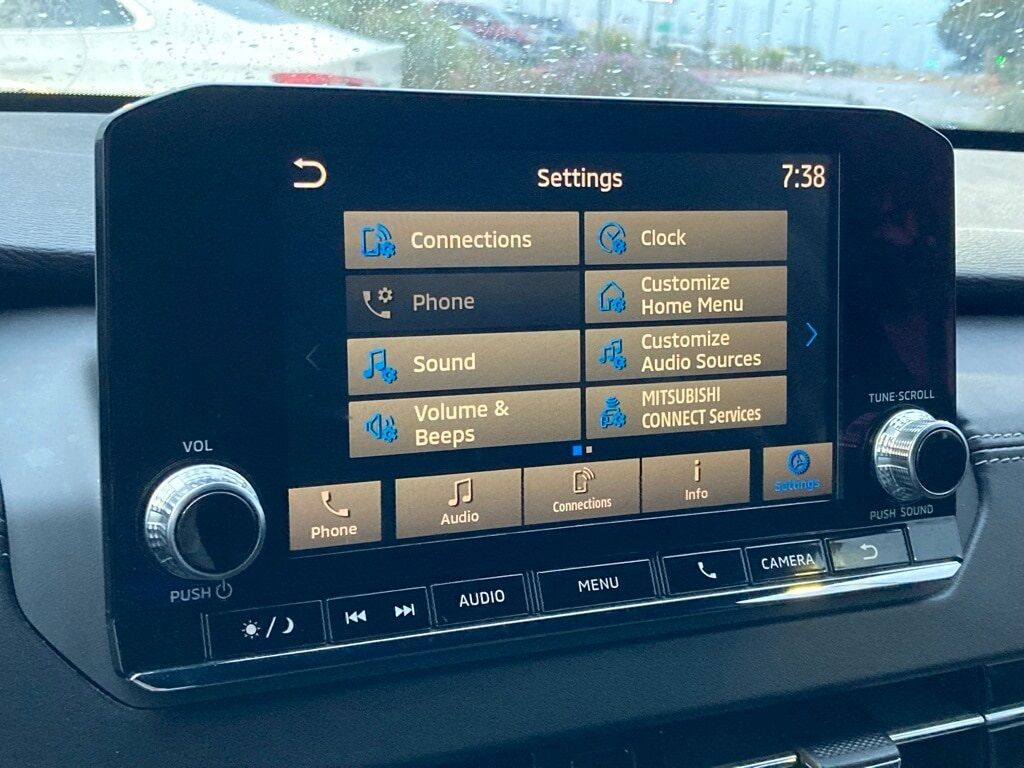 Settings
7:38
Connections
Clock
Phone
Customize
Home Menu
Sound
Customize
Audio Sources
Volume &
Beeps
MITSUBISHI
CONNECT Services
TUNE·SCROLL
VOL
Phone
Audio
Connections
Info
Settings
PUSH SOUND
PUSH
AUDIO
MENU
CAMERA